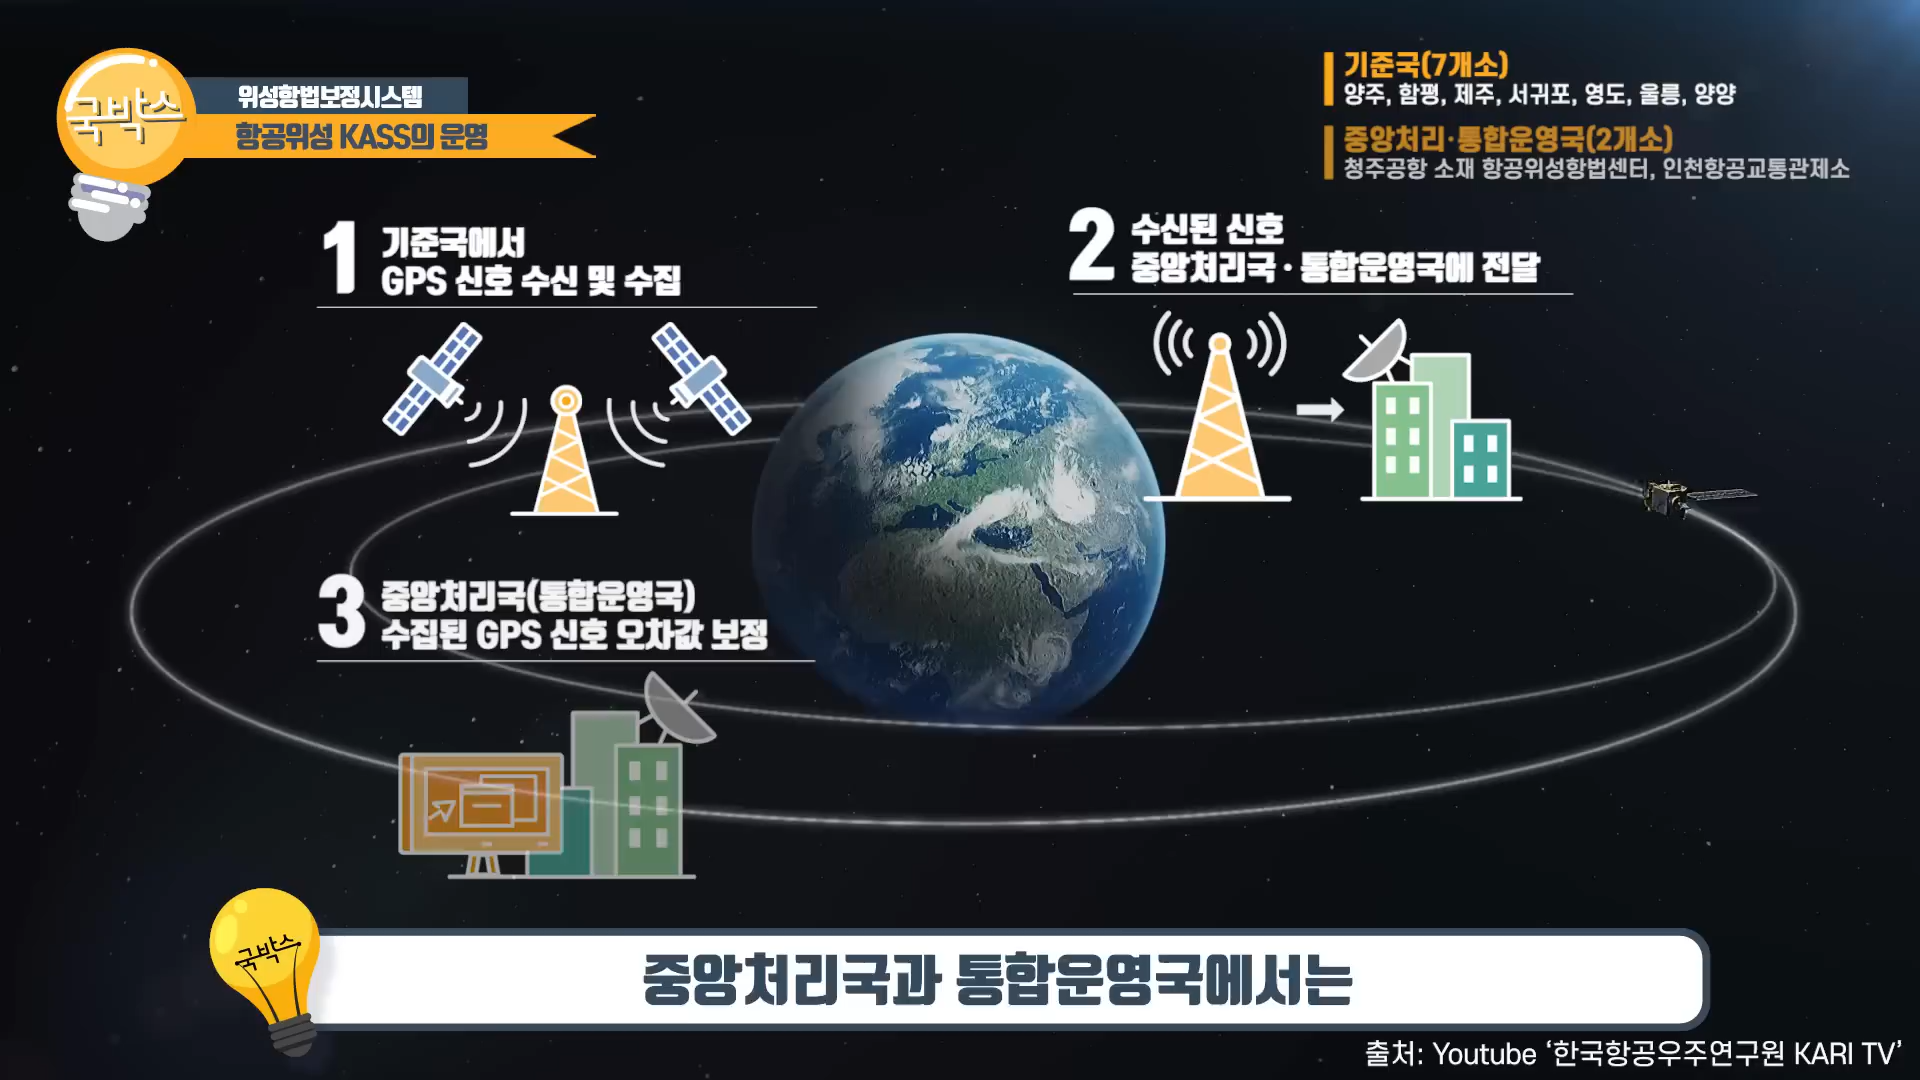 국박스
위성항법보정시스템
항공위성 KASS의 운영
기준국(7개소)
양주, 함평, 제주, 서귀포, 영도, 울릉, 양양
중앙처리·통합운영국(2개소)
청주공항 소재 항공위성항법센터, 인천항공교통관제소
1 기준국에서
GPS 신호 수신 및 수집
2 수신된 신호
중앙처리국·통합운영국에 전달
3 중앙처리국(통합운영국)
수집된 GPS 신호 오차값 보정
국박스
중앙처리국과 통합운영국에서는
출처: Youtube ‘한국항공우주연구원 KARI TV’